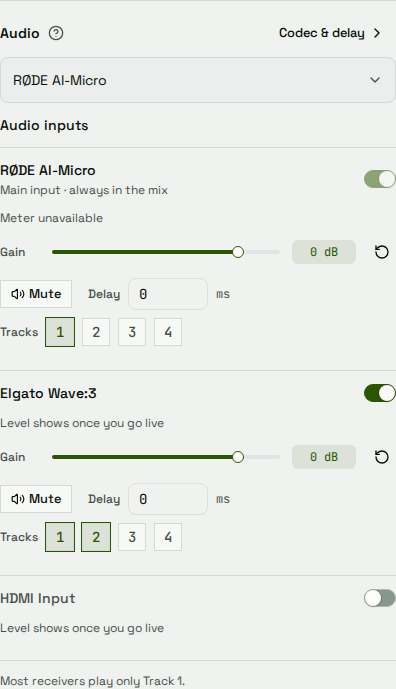 Audio
Codec & delay
RØDE AI-Micro
Audio inputs
RØDE AI-Micro
Main input · always in the mix
Meter unavailable
Gain 0 dB
Mute Delay 0 ms
Tracks 1 2 3 4
Elgato Wave:3
Level shows once you go live
Gain 0 dB
Mute Delay 0 ms
Tracks 1 2 3 4
HDMI Input
Level shows once you go live
Most receivers play only Track 1.